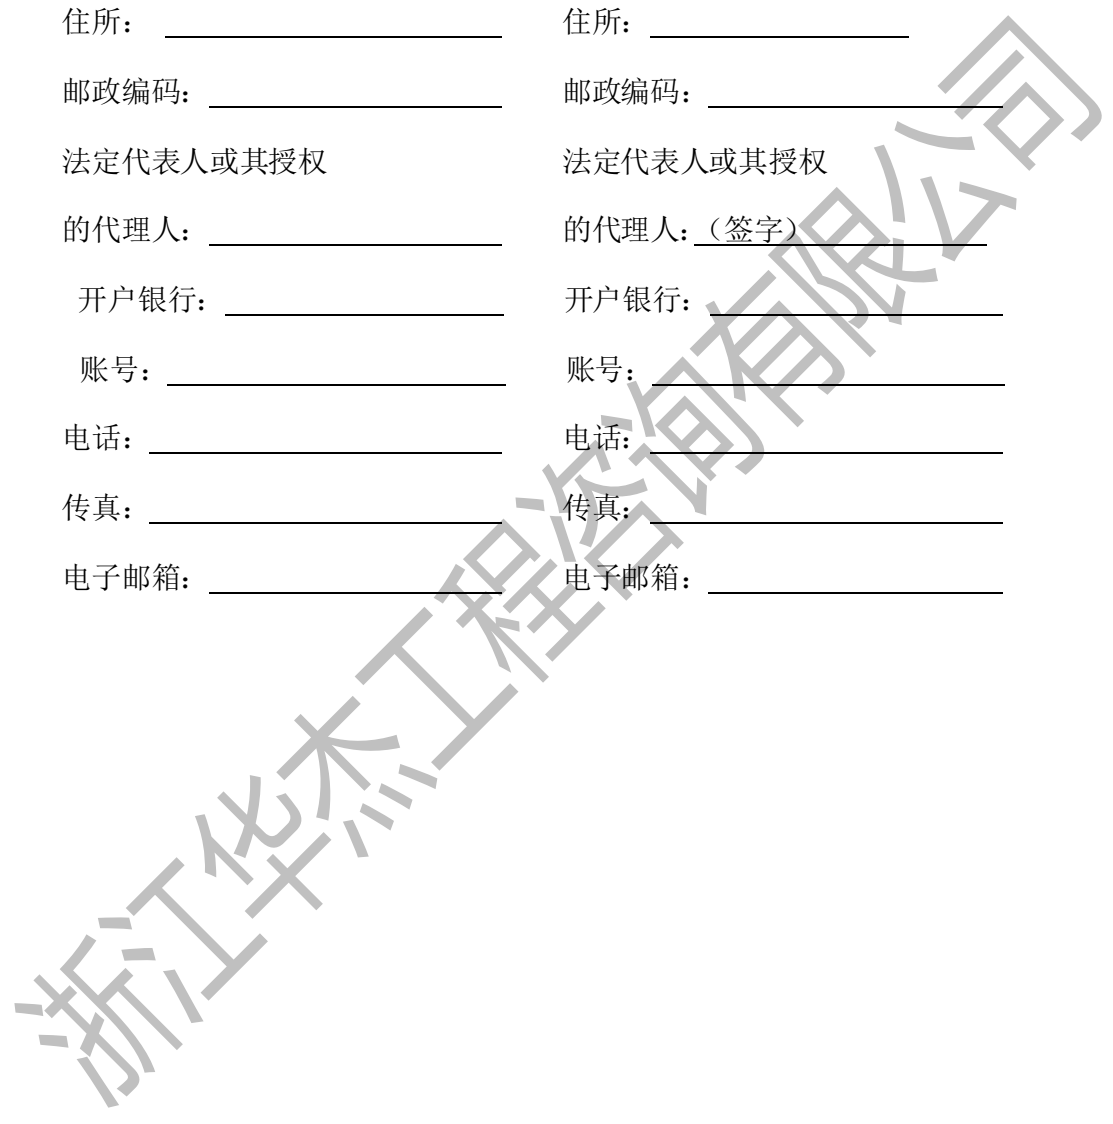 住所： 住所：
邮政编码： 邮政编码：
法定代表人或其授权 法定代表人或其授权
的代理人： 的代理人：（签字）
开户银行： 开户银行：
账号： 账号：
电话： 电话：
传真： 传真：
电子邮箱： 电子邮箱：
浙江华杰工程咨询有限公司